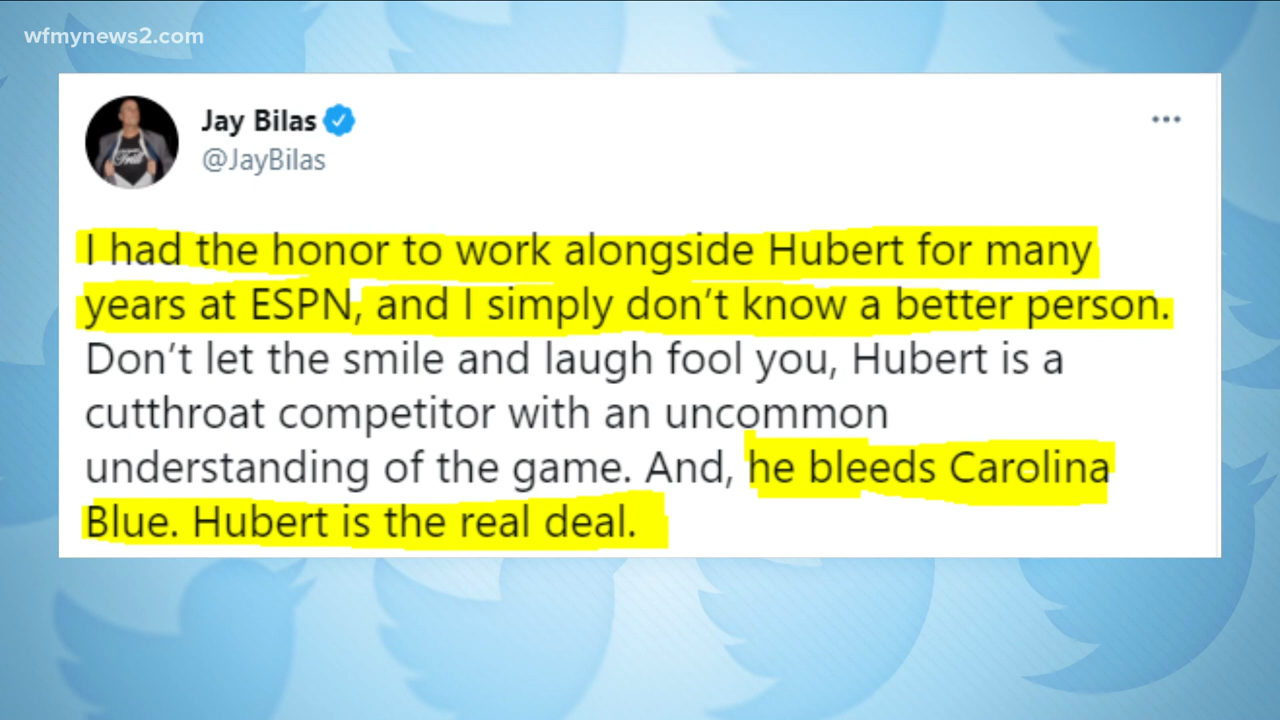 wfmynews2.com
Jay Bilas
@JayBilas
I had the honor to work alongside Hubert for many
years at ESPN, and I simply don’t know a better person.
Don’t let the smile and laugh fool you, Hubert is a
cutthroat competitor with an uncommon
understanding of the game. And, he bleeds Carolina
Blue. Hubert is the real deal.